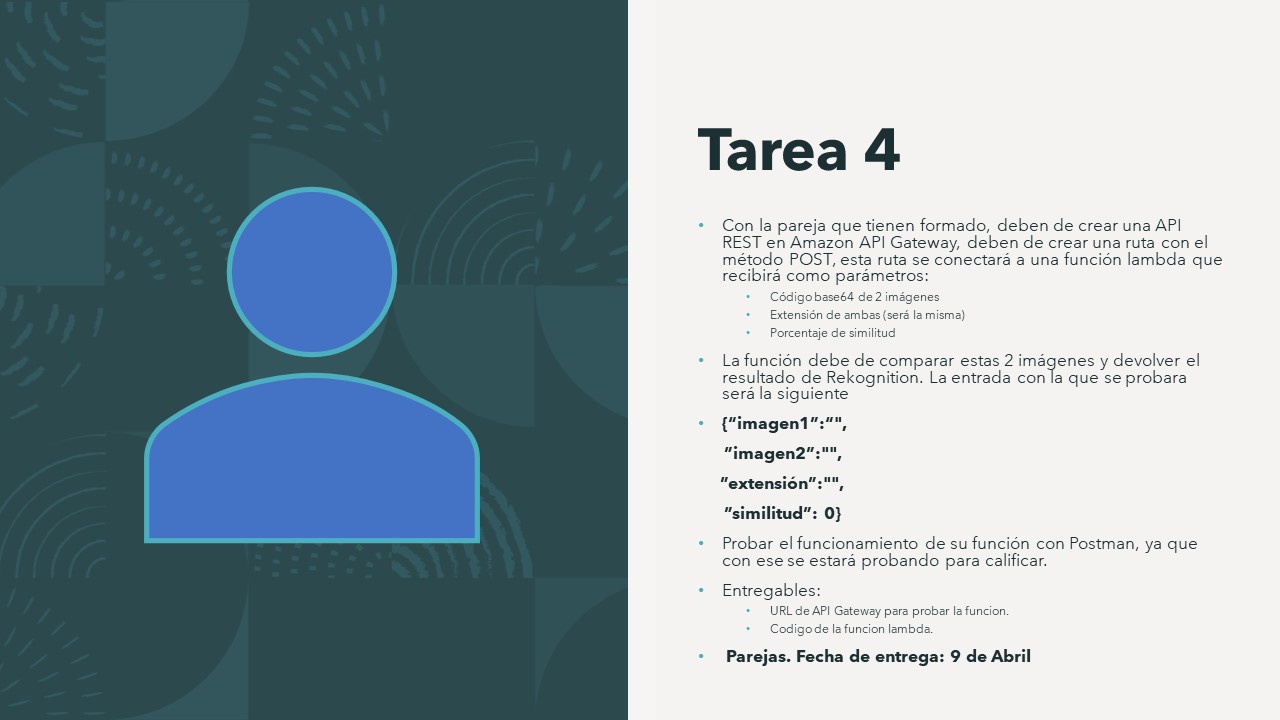 Tarea 4
• Con la pareja que tienen formado, deben de crear una API
REST en Amazon API Gateway, deben de crear una ruta con el
método POST, esta ruta se conectará a una función lambda que
recibirá como parámetros:
• Código base64 de 2 imágenes
• Extensión de ambas (será la misma)
• Porcentaje de similitud
• La función debe de comparar estas 2 imágenes y devolver el
resultado de Rekognition. La entrada con la que se probara
será la siguiente
• {“imagen1”:“",
”imagen2”:"",
”extensión”:"",
”similitud”: 0}
• Probar el funcionamiento de su función con Postman, ya que
con ese se estará probando para calificar.
• Entregables:
• URL de API Gateway para probar la funcion.
• Codigo de la funcion lambda.
• Parejas. Fecha de entrega: 9 de Abril